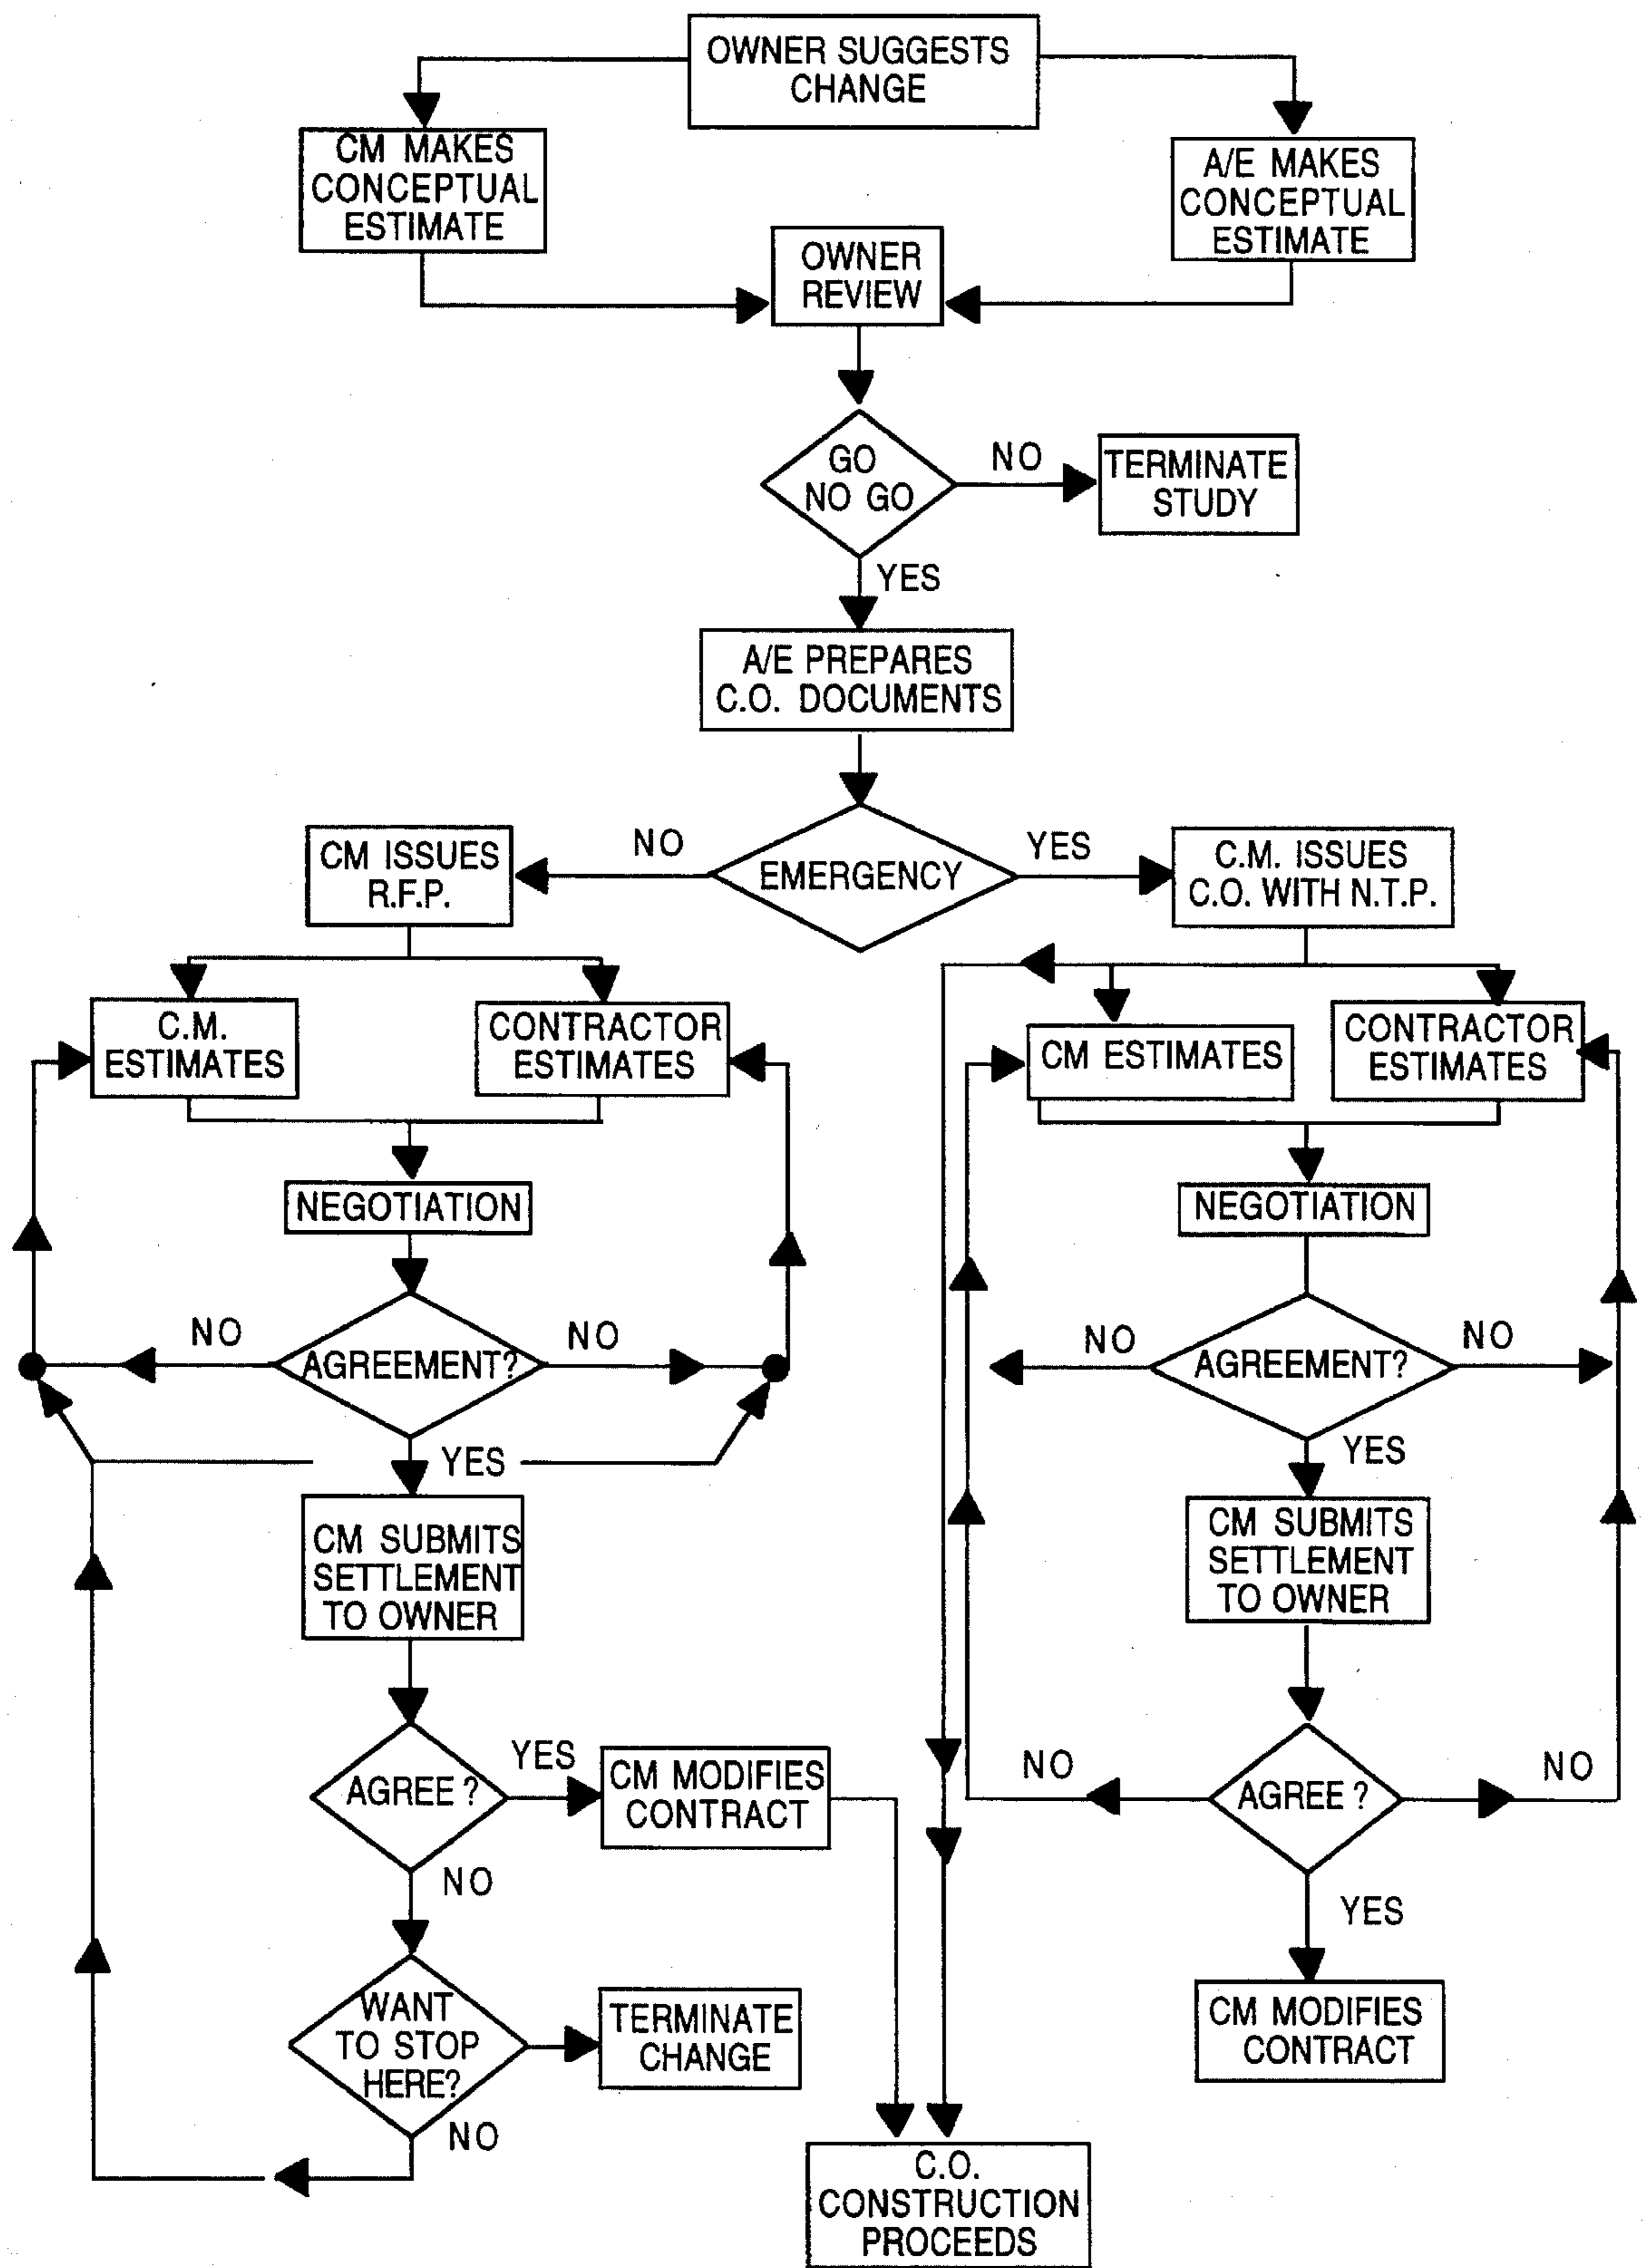 OWNER SUGGESTS
CHANGE
CM MAKES
CONCEPTUAL
ESTIMATE
A/E MAKES
CONCEPTUAL
ESTIMATE
OWNER
REVIEW
GO
NO GO
NO
TERMINATE
STUDY
YES
A/E PREPARES
C.O. DOCUMENTS
CM ISSUES
R.F.P.
NO
EMERGENCY
YES
C.M. ISSUES
C.O. WITH N.T.P.
C.M.
ESTIMATES
CONTRACTOR
ESTIMATES
CM ESTIMATES
CONTRACTOR
ESTIMATES
NEGOTIATION
NEGOTIATION
NO
AGREEMENT?
NO
NO
AGREEMENT?
NO
YES
YES
CM SUBMITS
SETTLEMENT
TO OWNER
CM SUBMITS
SETTLEMENT
TO OWNER
AGREE ?
YES
CM MODIFIES
CONTRACT
NO
AGREE ?
NO
NO
YES
WANT
TO STOP
HERE?
TERMINATE
CHANGE
CM MODIFIES
CONTRACT
NO
C.O.
CONSTRUCTION
PROCEEDS